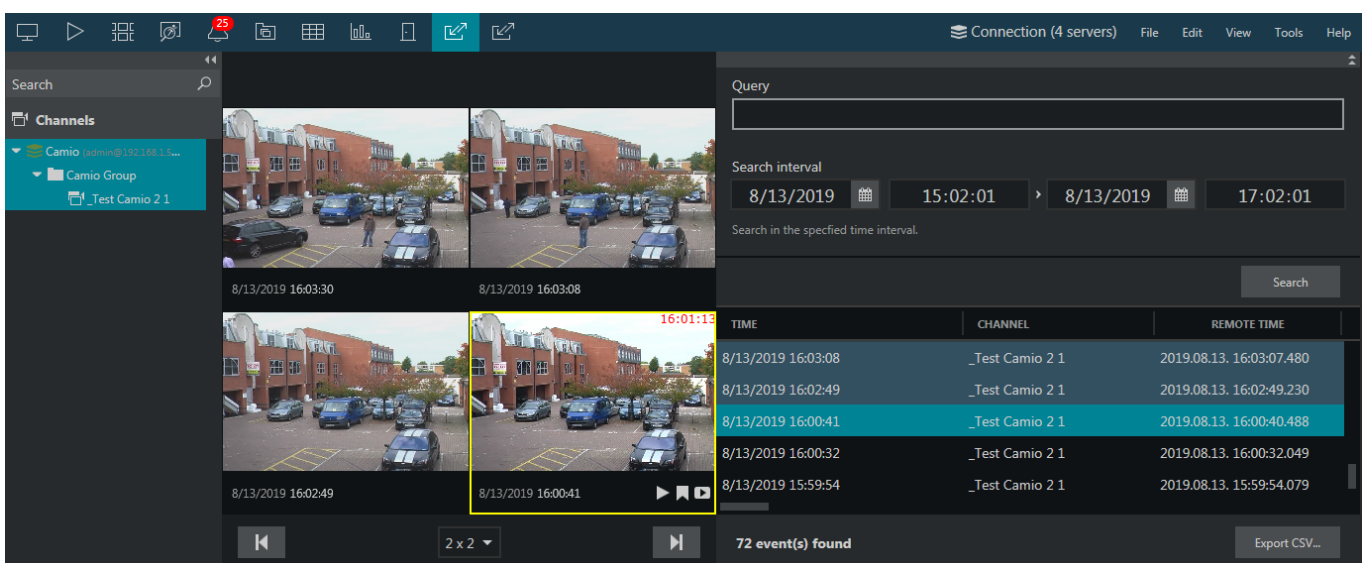 25
Connection (4 servers) File Edit View Tools Help
Search
Channels
Camio (admin@192.168.1.5...
Camio Group
_Test Camio 2 1
8/13/2019 16:03:30
8/13/2019 16:03:08
16:01:13
8/13/2019 16:02:49
8/13/2019 16:00:41
2 x 2
Query
Search interval
8/13/2019 15:02:01 › 8/13/2019 17:02:01
Search in the specfied time interval.
Search
TIME CHANNEL REMOTE TIME
8/13/2019 16:03:08 _Test Camio 2 1 2019.08.13. 16:03:07.480
8/13/2019 16:02:49 _Test Camio 2 1 2019.08.13. 16:02:49.230
8/13/2019 16:00:41 _Test Camio 2 1 2019.08.13. 16:00:40.488
8/13/2019 16:00:32 _Test Camio 2 1 2019.08.13. 16:00:32.049
8/13/2019 15:59:54 _Test Camio 2 1 2019.08.13. 15:59:54.079
72 event(s) found
Export CSV...